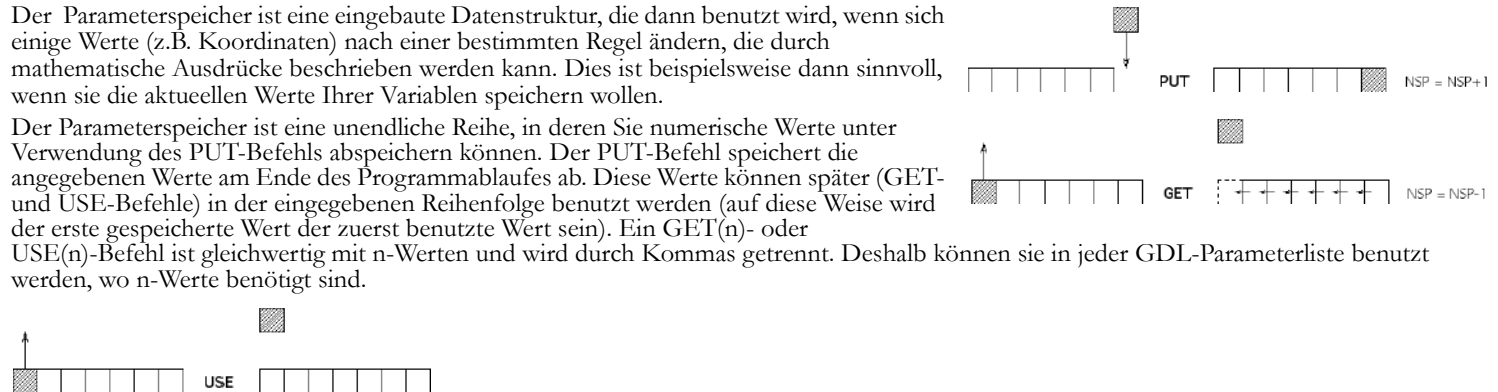 Der Parameterspeicher ist eine eingebaute Datenstruktur, die dann benutzt wird, wenn sich
einige Werte (z.B. Koordinaten) nach einer bestimmten Regel ändern, die durch
mathematische Ausdrücke beschrieben werden kann. Dies ist beispielsweise dann sinnvoll,
wenn sie die aktueellen Werte Ihrer Variablen speichern wollen.
PUT
NSP = NSP+1
Der Parameterspeicher ist eine unendliche Reihe, in deren Sie numerische Werte unter
Verwendung des PUT-Befehls abspeichern können. Der PUT-Befehl speichert die
angegebenen Werte am Ende des Programmablaufes ab. Diese Werte können später (GET-
und USE-Befehle) in der eingegebenen Reihenfolge benutzt werden (auf diese Weise wird
der erste gespeicherte Wert der zuerst benutzte Wert sein). Ein GET(n)- oder
GET
NSP = NSP-1
USE(n)-Befehl ist gleichwertig mit n-Werten und wird durch Kommas getrennt. Deshalb können sie in jeder GDL-Parameterliste benutzt
werden, wo n-Werte benötigt sind.
USE